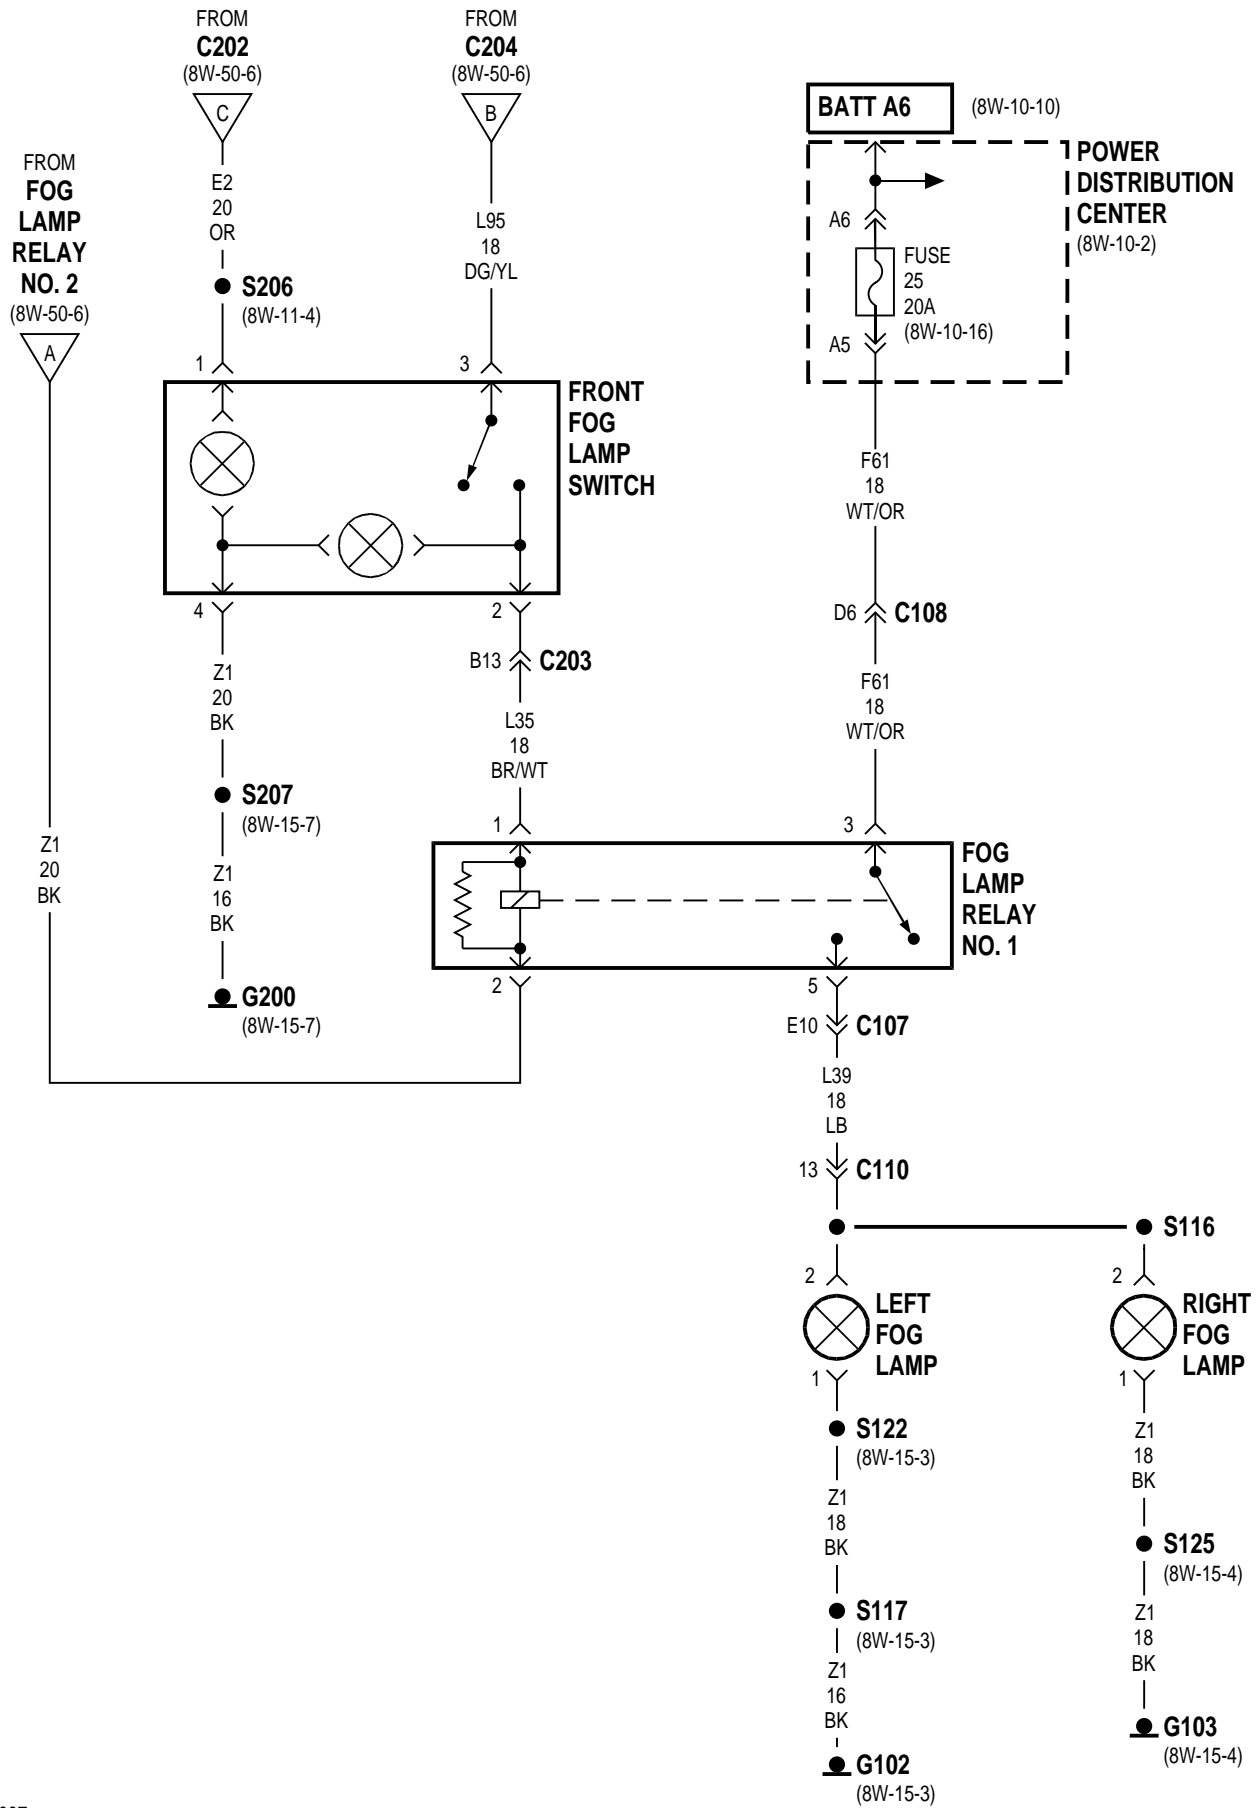 FROM
C202
(8W-50-6)
C
FROM
C204
(8W-50-6)
B
BATT A6
(8W-10-10)
POWER
DISTRIBUTION
CENTER
(8W-10-2)
FROM
FOG
LAMP
RELAY
NO. 2
(8W-50-6)
A
E2
20
OR
S206
(8W-11-4)
L95
18
DG/YL
A6
FUSE
25
20A
(8W-10-16)
A5
1
3
FRONT
FOG
LAMP
SWITCH
F61
18
WT/OR
4
2
D6
C108
B13
C203
Z1
20
BK
F61
18
WT/OR
L35
18
BR/WT
S207
(8W-15-7)
1
3
Z1
20
BK
Z1
16
BK
FOG
LAMP
RELAY
NO. 1
G200
(8W-15-7)
2
5
E10
C107
L39
18
LB
13
C110
S116
2
2
LEFT
FOG
LAMP
RIGHT
FOG
LAMP
1
1
S122
(8W-15-3)
Z1
18
BK
Z1
18
BK
S125
(8W-15-4)
S117
(8W-15-3)
Z1
18
BK
Z1
16
BK
G103
(8W-15-4)
G102
(8W-15-3)